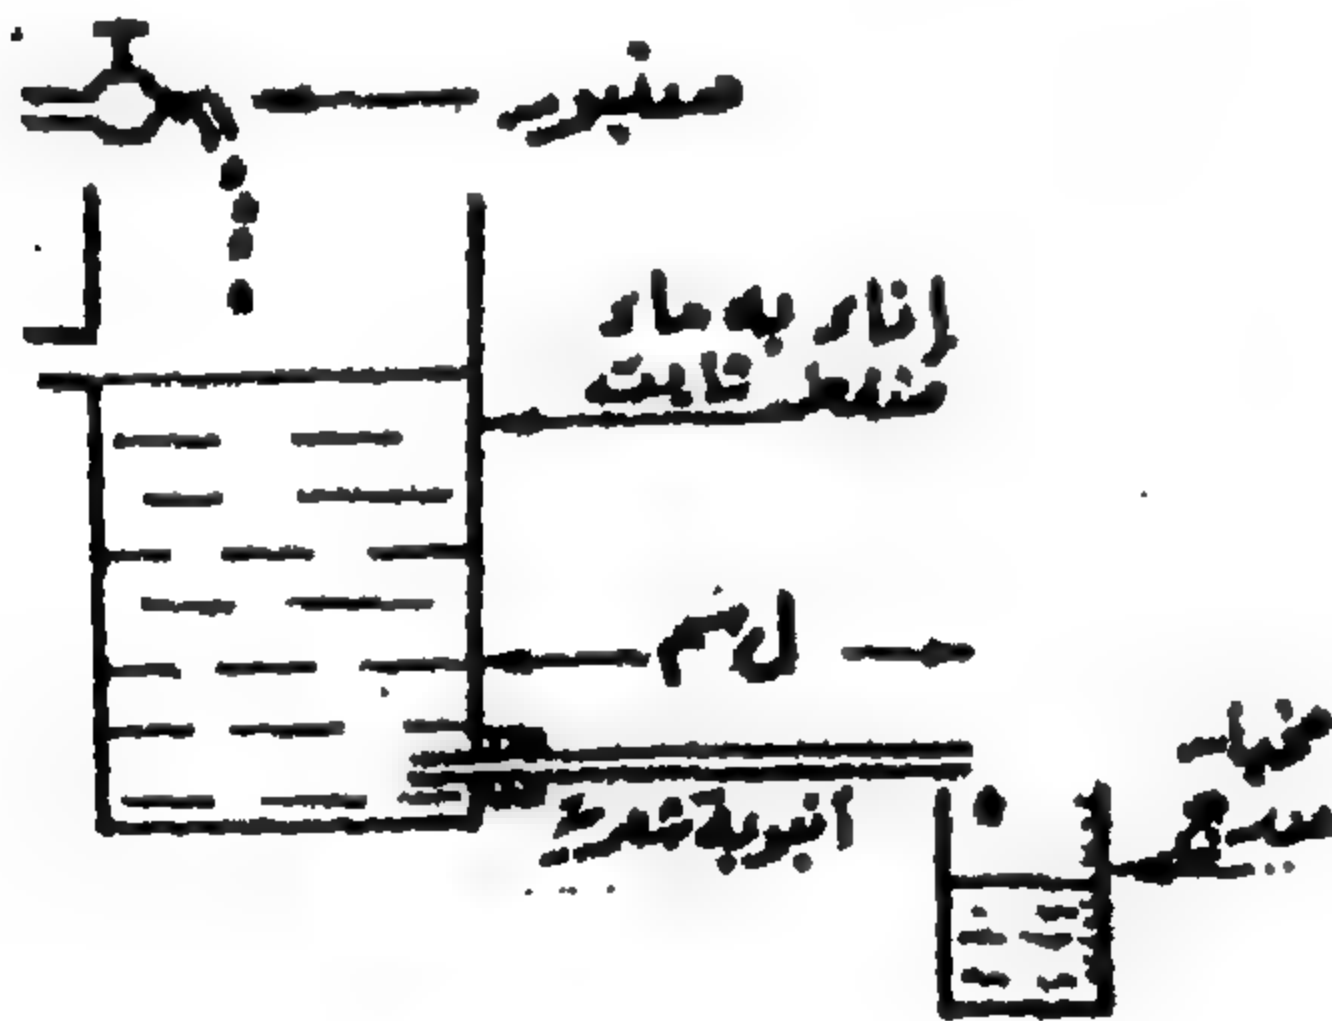 صنبور
إناء به ماء
ضغط ثابت
ل سم
أنبوبة شعرية
مخبار
مدرج